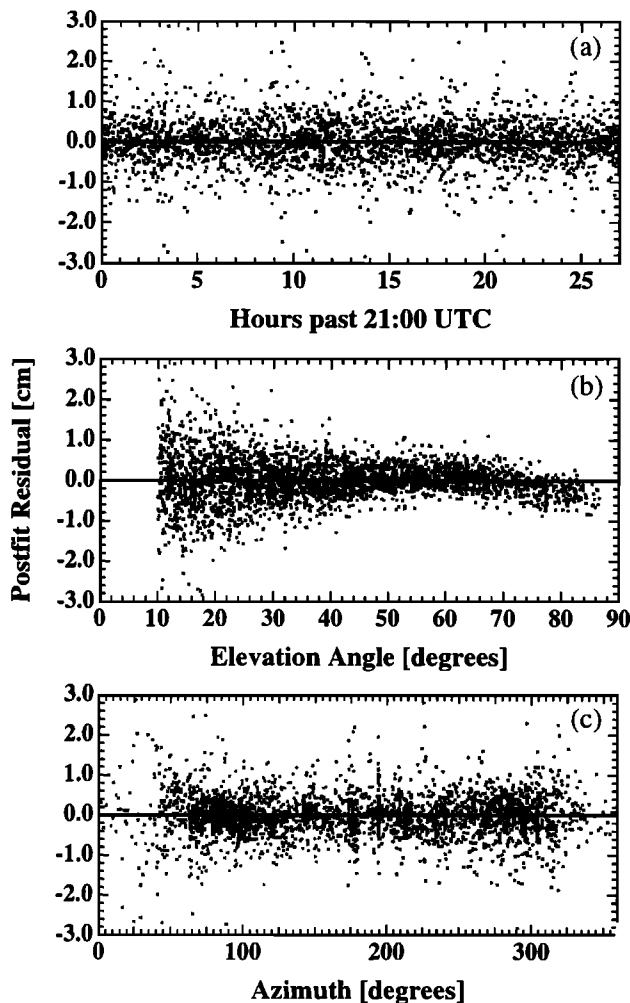 (a)
3.0
2.0
1.0
0.0
-1.0
-2.0
-3.0
0 5 10 15 20 25
Hours past 21:00 UTC
Postfit Residual [cm]
(b)
3.0
2.0
1.0
0.0
-1.0
-2.0
-3.0
0 10 20 30 40 50 60 70 80 90
Elevation Angle [degrees]
(c)
3.0
2.0
1.0
0.0
-1.0
-2.0
-3.0
0 100 200 300
Azimuth [degrees]